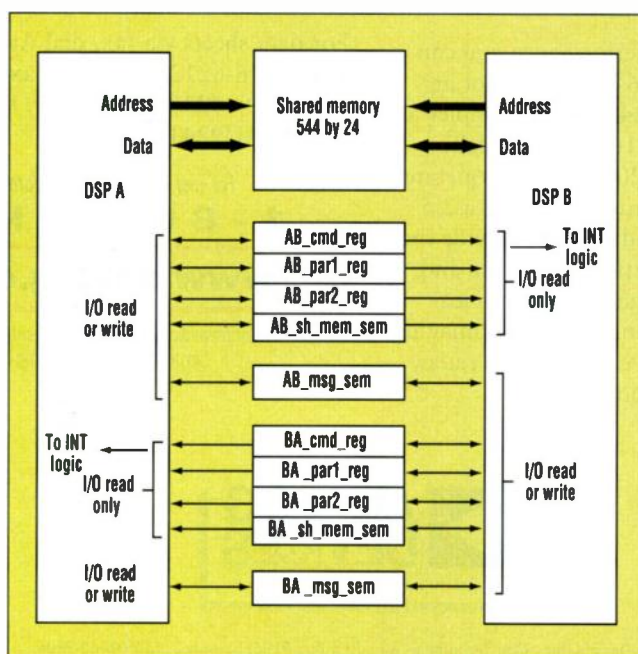 Address
Data
DSP A
Shared memory
544 by 24
Address
Data
DSP B
I/O read
or write
AB_cmd_reg
AB_par1_reg
AB_par2_reg
AB_sh_mem_sem
AB_msg_sem
To INT
logic
I/O read
only
To INT
logic
I/O read
only
I/O read
or write
BA_cmd_reg
BA_par1_reg
BA_par2_reg
BA_sh_mem_sem
BA_msg_sem
I/O read
or write